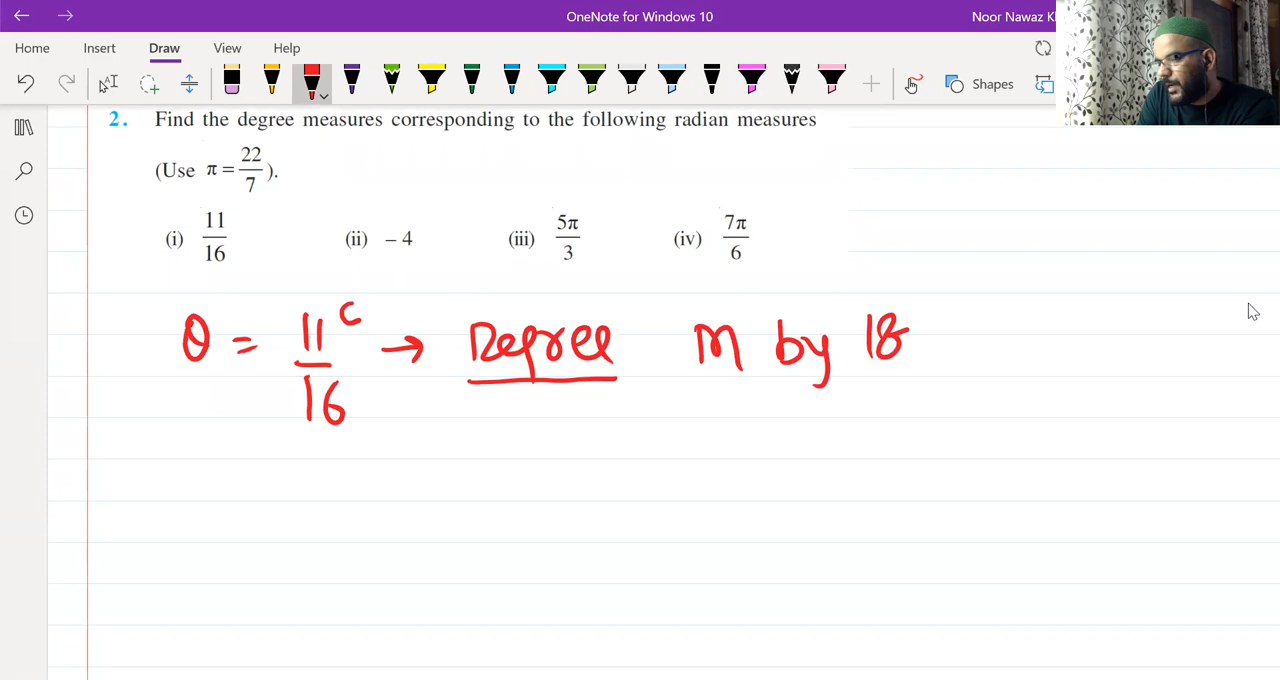 OneNote for Windows 10
Noor Nawaz Kh
Home Insert Draw View Help
Shapes
2. Find the degree measures corresponding to the following radian measures
(Use π = 22/7).
(i) 11/16 (ii) – 4 (iii) 5π/3 (iv) 7π/6
θ = 11/16 ᶜ → Degree M by 18